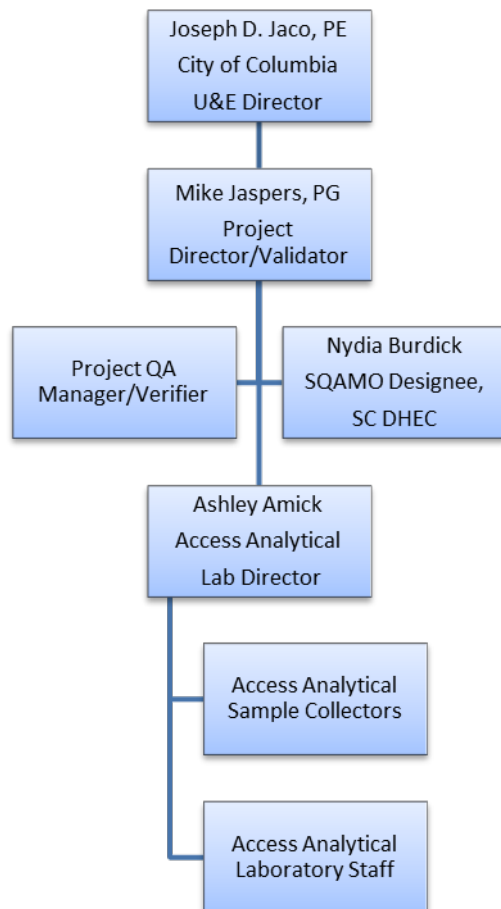 Joseph D. Jaco, PE
City of Columbia
U&E Director
Mike Jaspers, PG
Project
Director/Validator
Project QA
Manager/Verifier
Nydia Burdick
SQAMO Designee,
SC DHEC
Ashley Amick
Access Analytical
Lab Director
Access Analytical
Sample Collectors
Access Analytical
Laboratory Staff